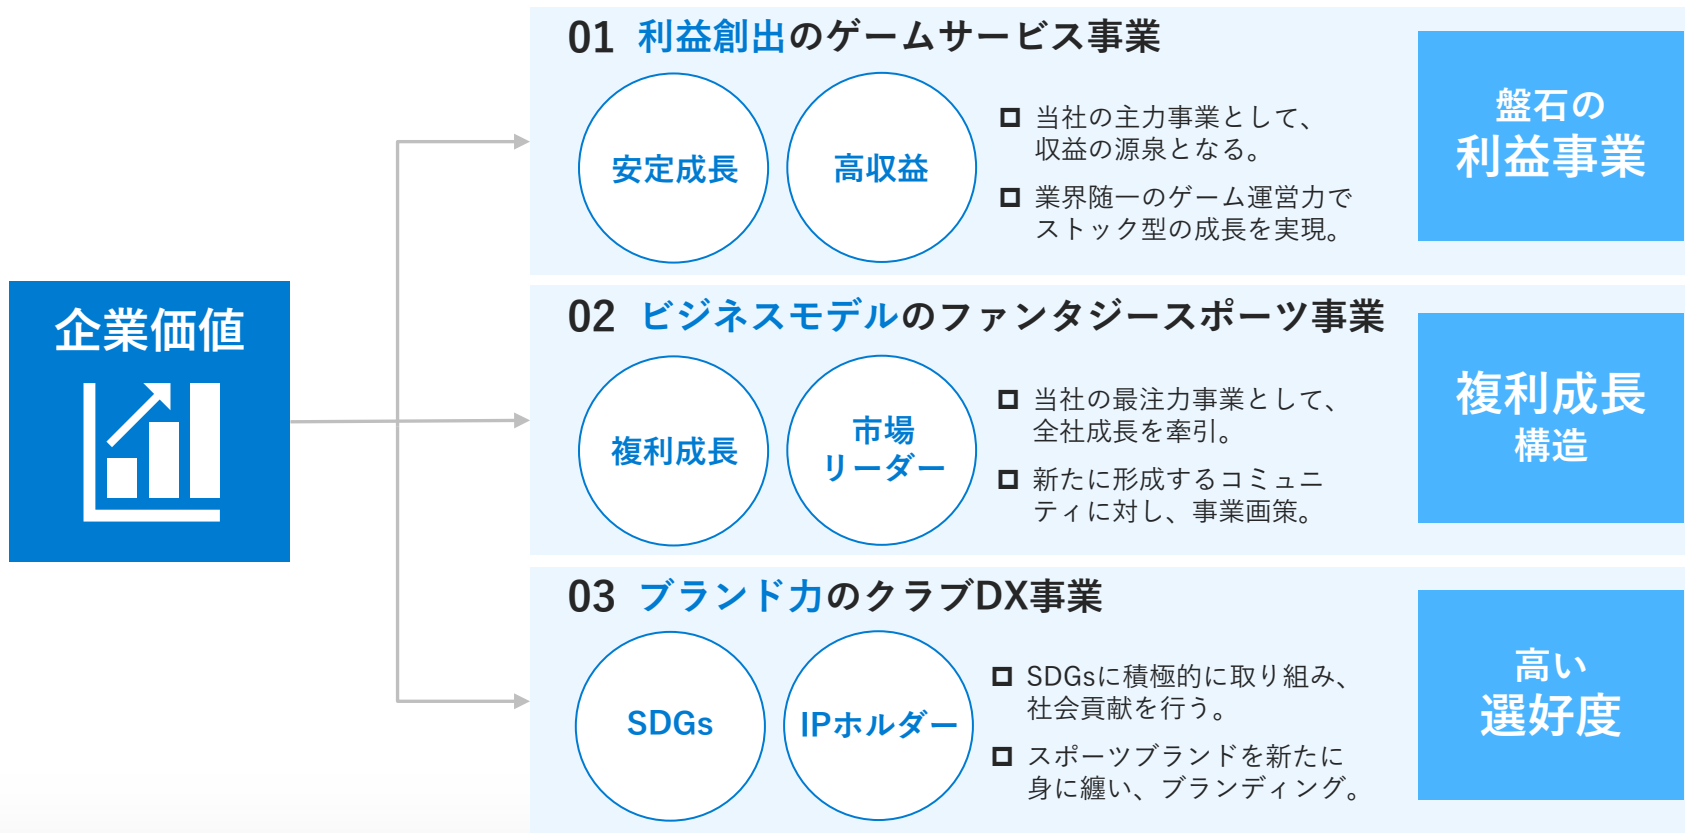 企業価値
01 利益創出のゲームサービス事業
安定成長
高収益
当社の主力事業として、
収益の源泉となる。
業界随一のゲーム運営力で
ストック型の成長を実現。
盤石の
利益事業
02 ビジネスモデルのファンタジースポーツ事業
複利成長
市場
リーダー
当社の最注力事業として、
全社成長を牽引。
新たに形成するコミュニ
ティに対し、事業画策。
複利成長
構造
03 ブランド力のクラブDX事業
SDGs
IPホルダー
SDGsに積極的に取り組み、
社会貢献を行う。
スポーツブランドを新たに
身に纏い、ブランディング。
高い
選好度